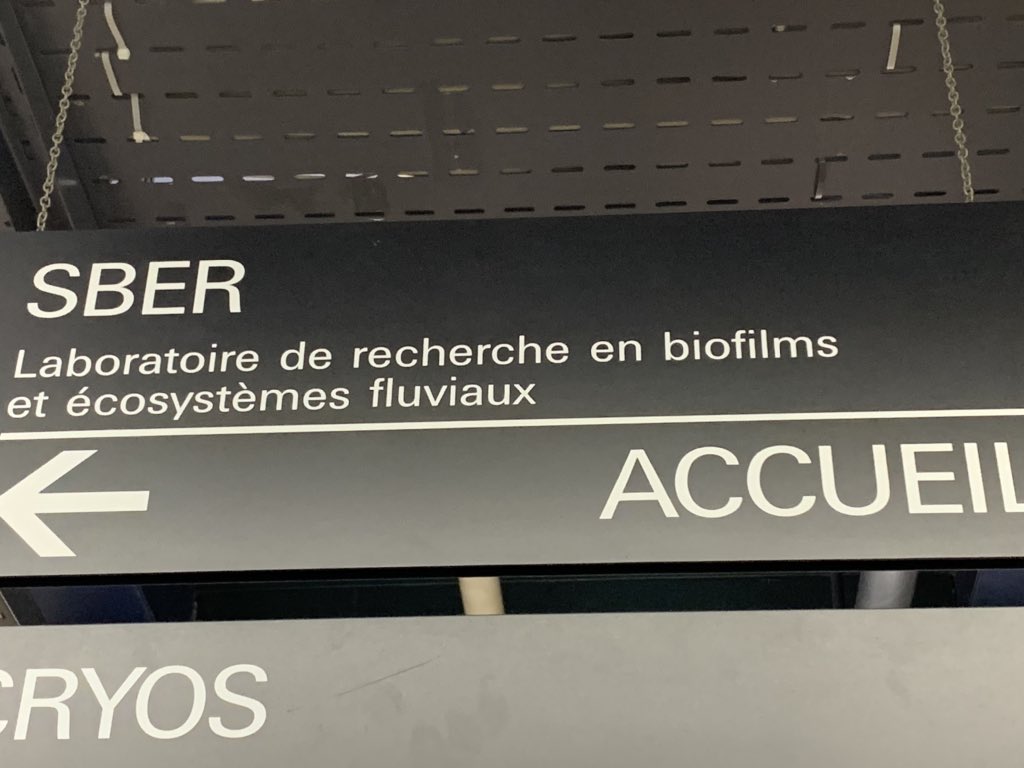 SBER
Laboratoire de recherche en biofilms
et écosystèmes fluviaux
ACCUEIL
CRYOS